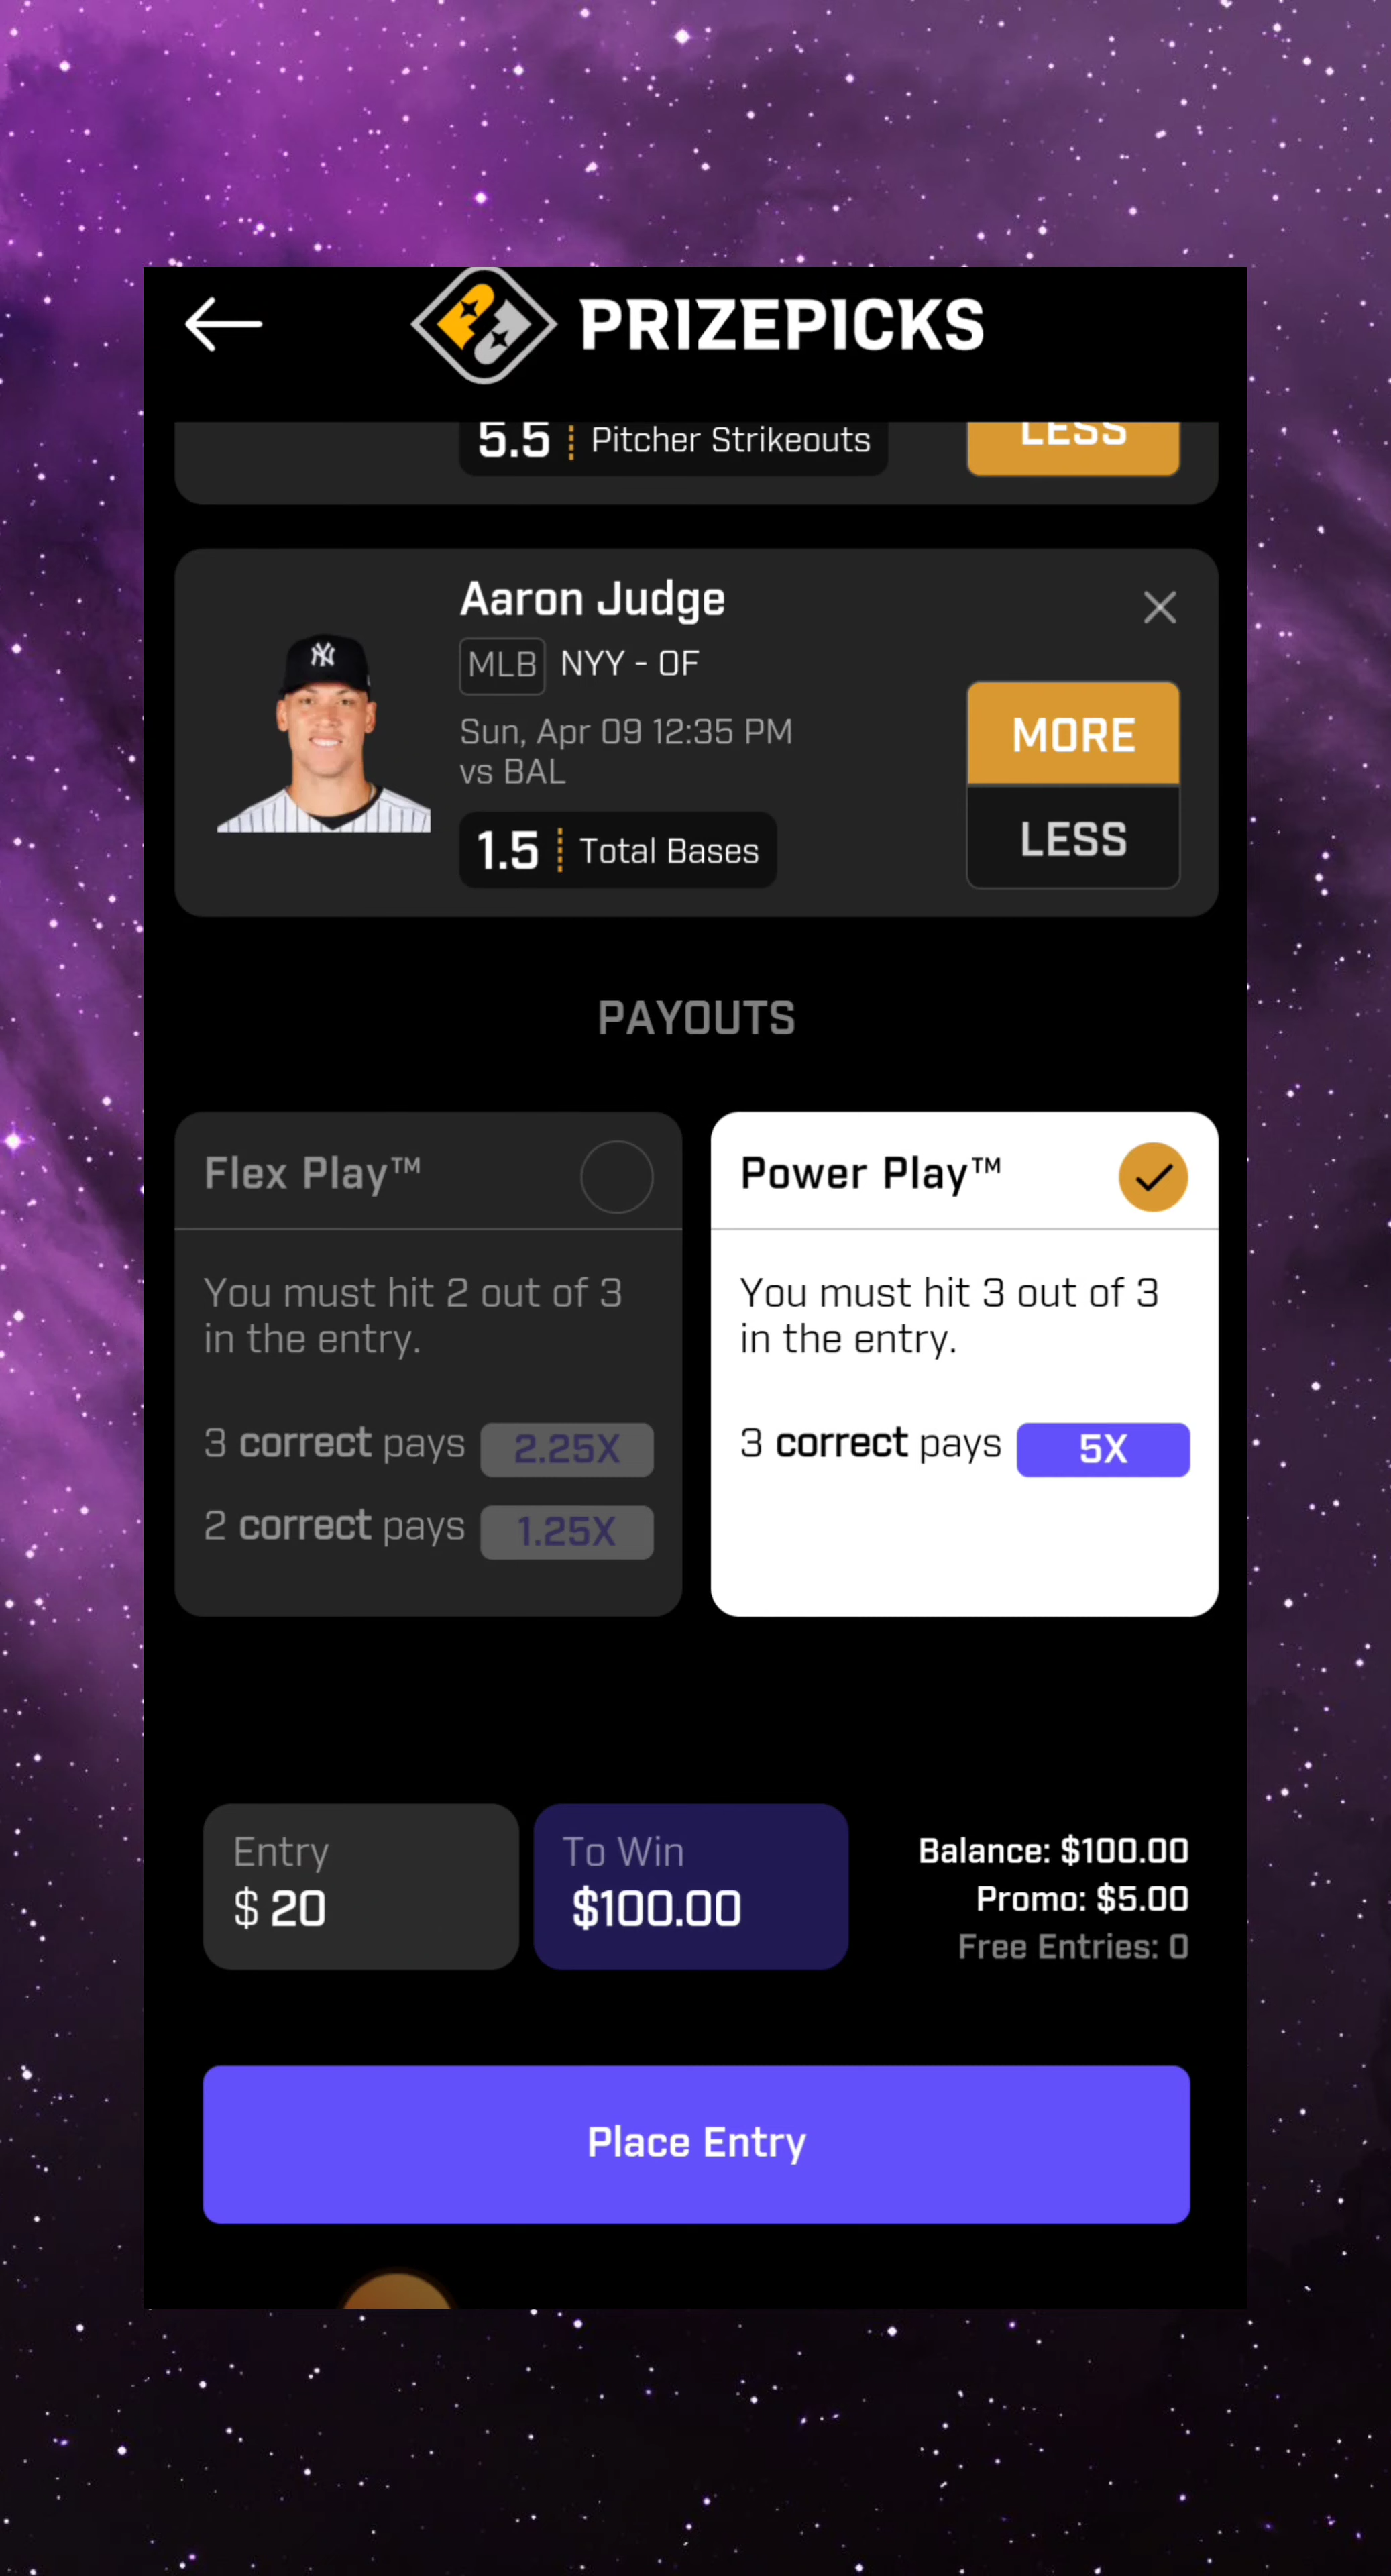 PRIZEPICKS
5.5 Pitcher Strikeouts
LESS
Aaron Judge
MLB NYY - OF
Sun, Apr 09 12:35 PM
vs BAL
MORE
LESS
1.5 Total Bases
PAYOUTS
Flex Play™
You must hit 2 out of 3
in the entry.
3 correct pays 2.25X
2 correct pays 1.25X
Power Play™
You must hit 3 out of 3
in the entry.
3 correct pays 5X
Entry
$ 20
To Win
$100.00
Balance: $100.00
Promo: $5.00
Free Entries: 0
Place Entry